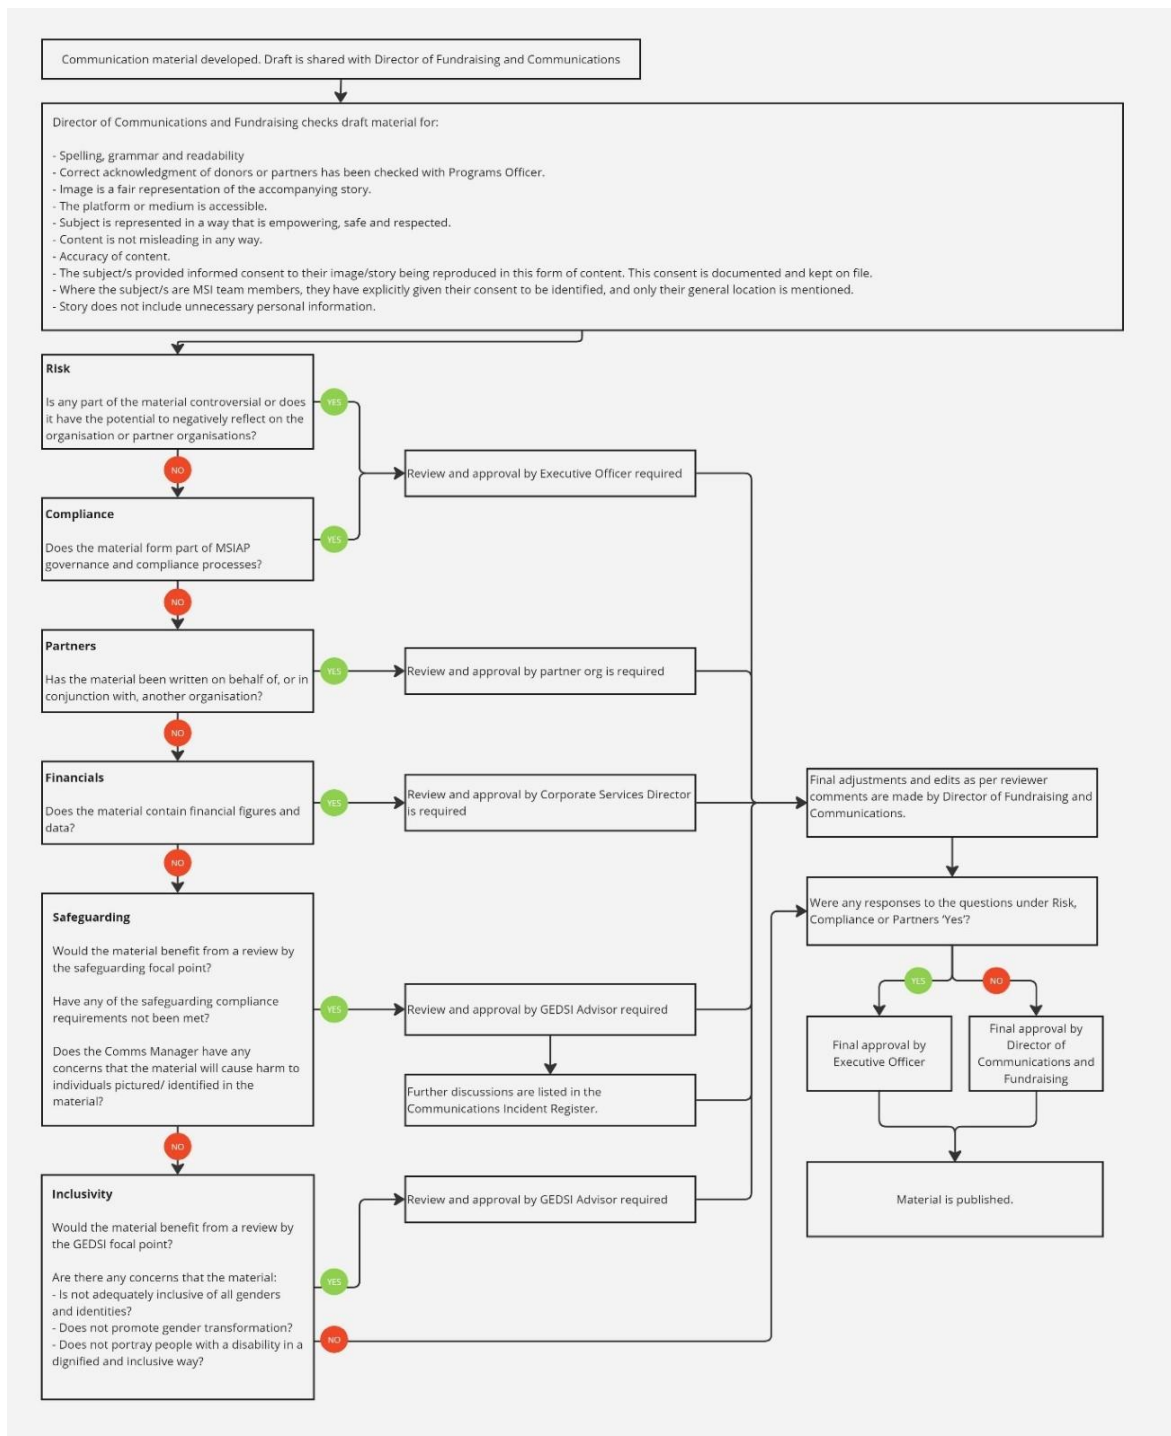 Communication material developed. Draft is shared with Director of Fundraising and Communications
Director of Communications and Fundraising checks draft material for:
- Spelling, grammar and readability
- Correct acknowledgment of donors or partners has been checked with Programs Officer.
- Image is a fair representation of the accompanying story.
- The platform or medium is accessible.
- Subject is represented in a way that is empowering, safe and respected.
- Content is not misleading in any way.
- Accuracy of content.
- The subject/s provided informed consent to their image/story being reproduced in this form of content. This consent is documented and kept on file.
- Where the subject/s are MSI team members, they have explicitly given their consent to be identified, and only their general location is mentioned.
- Story does not include unnecessary personal information.
Risk
Is any part of the material controversial or does
it have the potential to negatively reflect on the
organisation or partner organisations?
YES
NO
Review and approval by Executive Officer required
Compliance
Does the material form part of MSIAP
governance and compliance processes?
YES
NO
Partners
Has the material been written on behalf of, or in
conjunction with, another organisation?
YES
Review and approval by partner org is required
NO
Financials
Does the material contain financial figures and
data?
YES
Review and approval by Corporate Services Director
is required
NO
Safeguarding
Would the material benefit from a review by
the safeguarding focal point?
Have any of the safeguarding compliance
requirements not been met?
Does the Comms Manager have any
concerns that the material will cause harm to
individuals pictured/ identified in the
material?
YES
Review and approval by GEDSI Advisor required
Further discussions are listed in the
Communications Incident Register.
NO
Inclusivity
Would the material benefit from a review by
the GEDSI focal point?
Are there any concerns that the material:
- Is not adequately inclusive of all genders
and identities?
- Does not promote gender transformation?
- Does not portray people with a disability in a
dignified and inclusive way?
YES
NO
Review and approval by GEDSI Advisor required
Final adjustments and edits as per reviewer
comments are made by Director of Fundraising and
Communications.
Were any responses to the questions under Risk,
Compliance or Partners ‘Yes’?
YES
NO
Final approval by
Executive Officer
Final approval by
Director of
Communications and
Fundraising
Material is published.